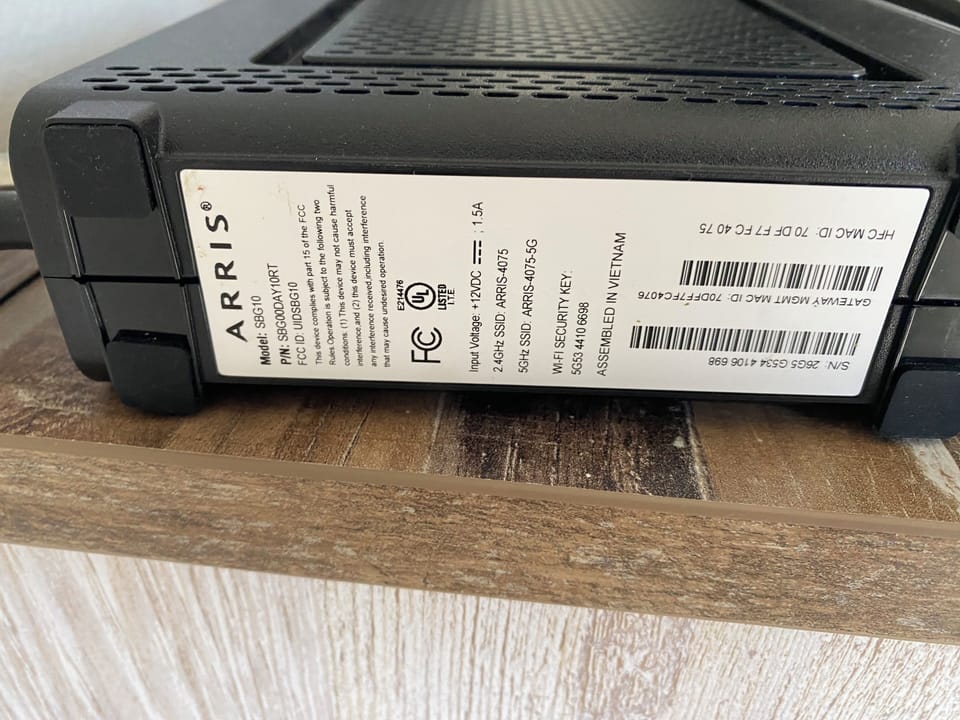 ARRIS®
Model: SBG10
P/N: SBG00DAY10RT
FCC ID: UIDSBG10
This device complies with part 15 of the FCC
Rules.Operation is subject to the following two
conditions: (1) This device may not cause harmful
interference,and (2) this device must accept
any interference received,including interference
that may cause undesired operation.
FC
E214476
UL
LISTED
I.T.E.
Input Voltage: +12VDC ; 1.5A
2.4GHz SSID: ARRIS-4075
5GHz SSID: ARRIS-4075-5G
WI-FI SECURITY KEY:
5G53 4410 6698
ASSEMBLED IN VIETNAM
S/N: 26G5 G534 4106 698
GATEWAY MGMT MAC ID: 70DFF7FC4076
HFC MAC ID: 70 DF F7 FC 40 75